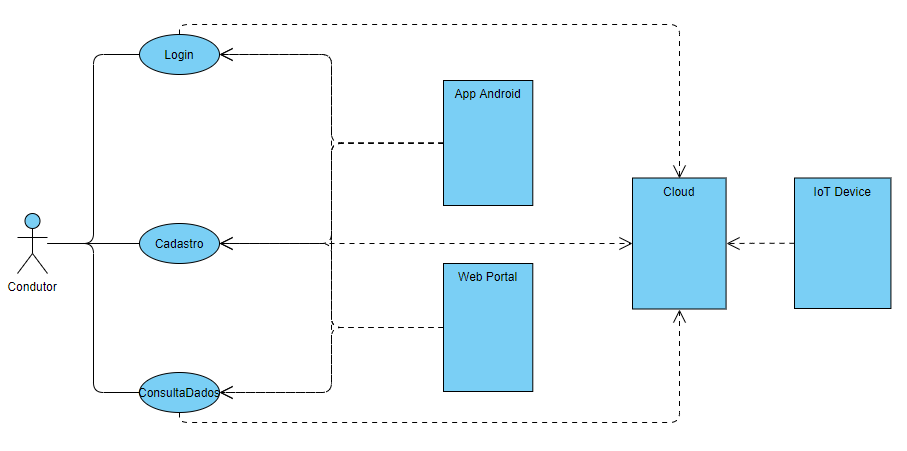 Login
App Android
Cloud
IoT Device
Cadastro
Web Portal
Condutor
ConsultaDados